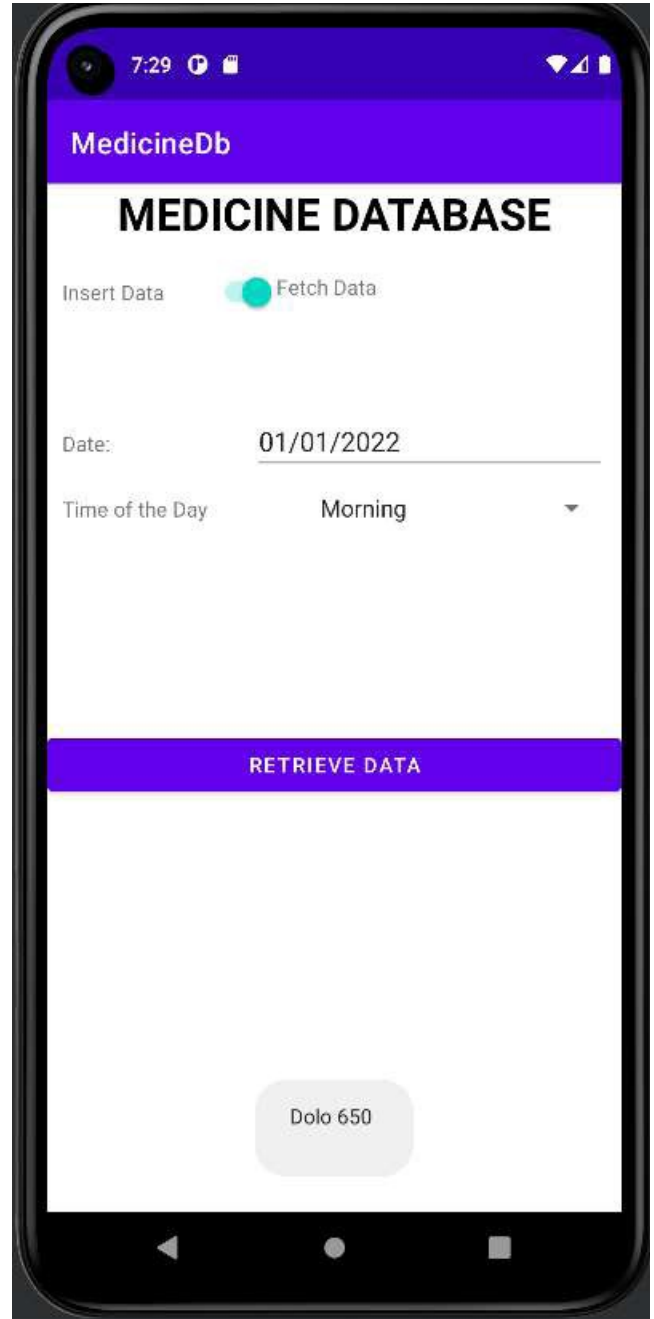 7:29
MedicineDb
MEDICINE DATABASE
Insert Data Fetch Data
Date: 01/01/2022
Time of the Day Morning
RETRIEVE DATA
Dolo 650